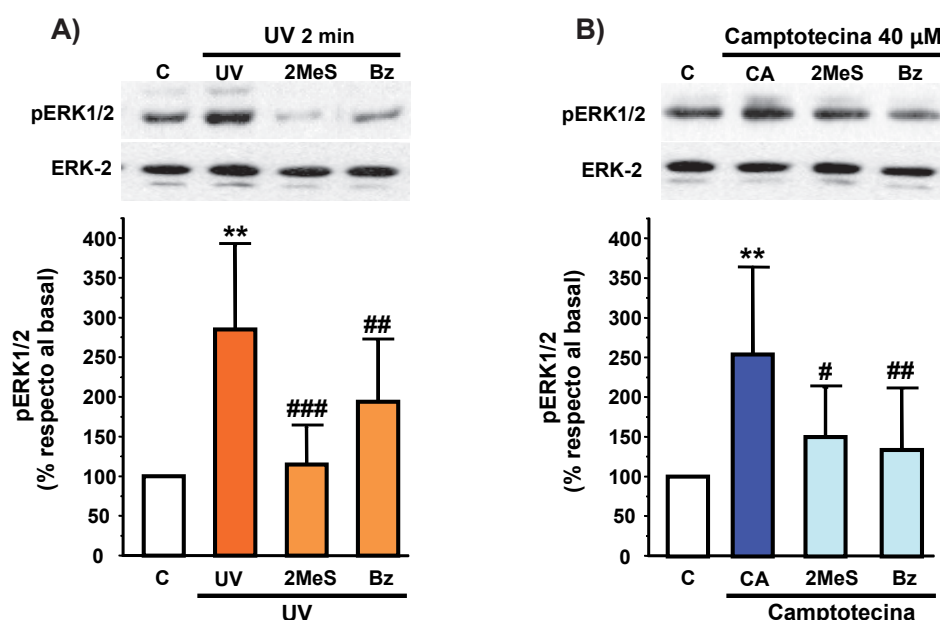 A)
UV 2 min
C UV 2MeS Bz
pERK1/2
ERK-2
pERK1/2
(% respecto al basal)
400
350
300
250
200
150
100
50
0
**
###
##
C UV 2MeS Bz
UV
B)
Camptotecina 40 µM
C CA 2MeS Bz
pERK1/2
ERK-2
pERK1/2
(% respecto al basal)
400
350
300
250
200
150
100
50
0
**
#
##
C CA 2MeS Bz
Camptotecina